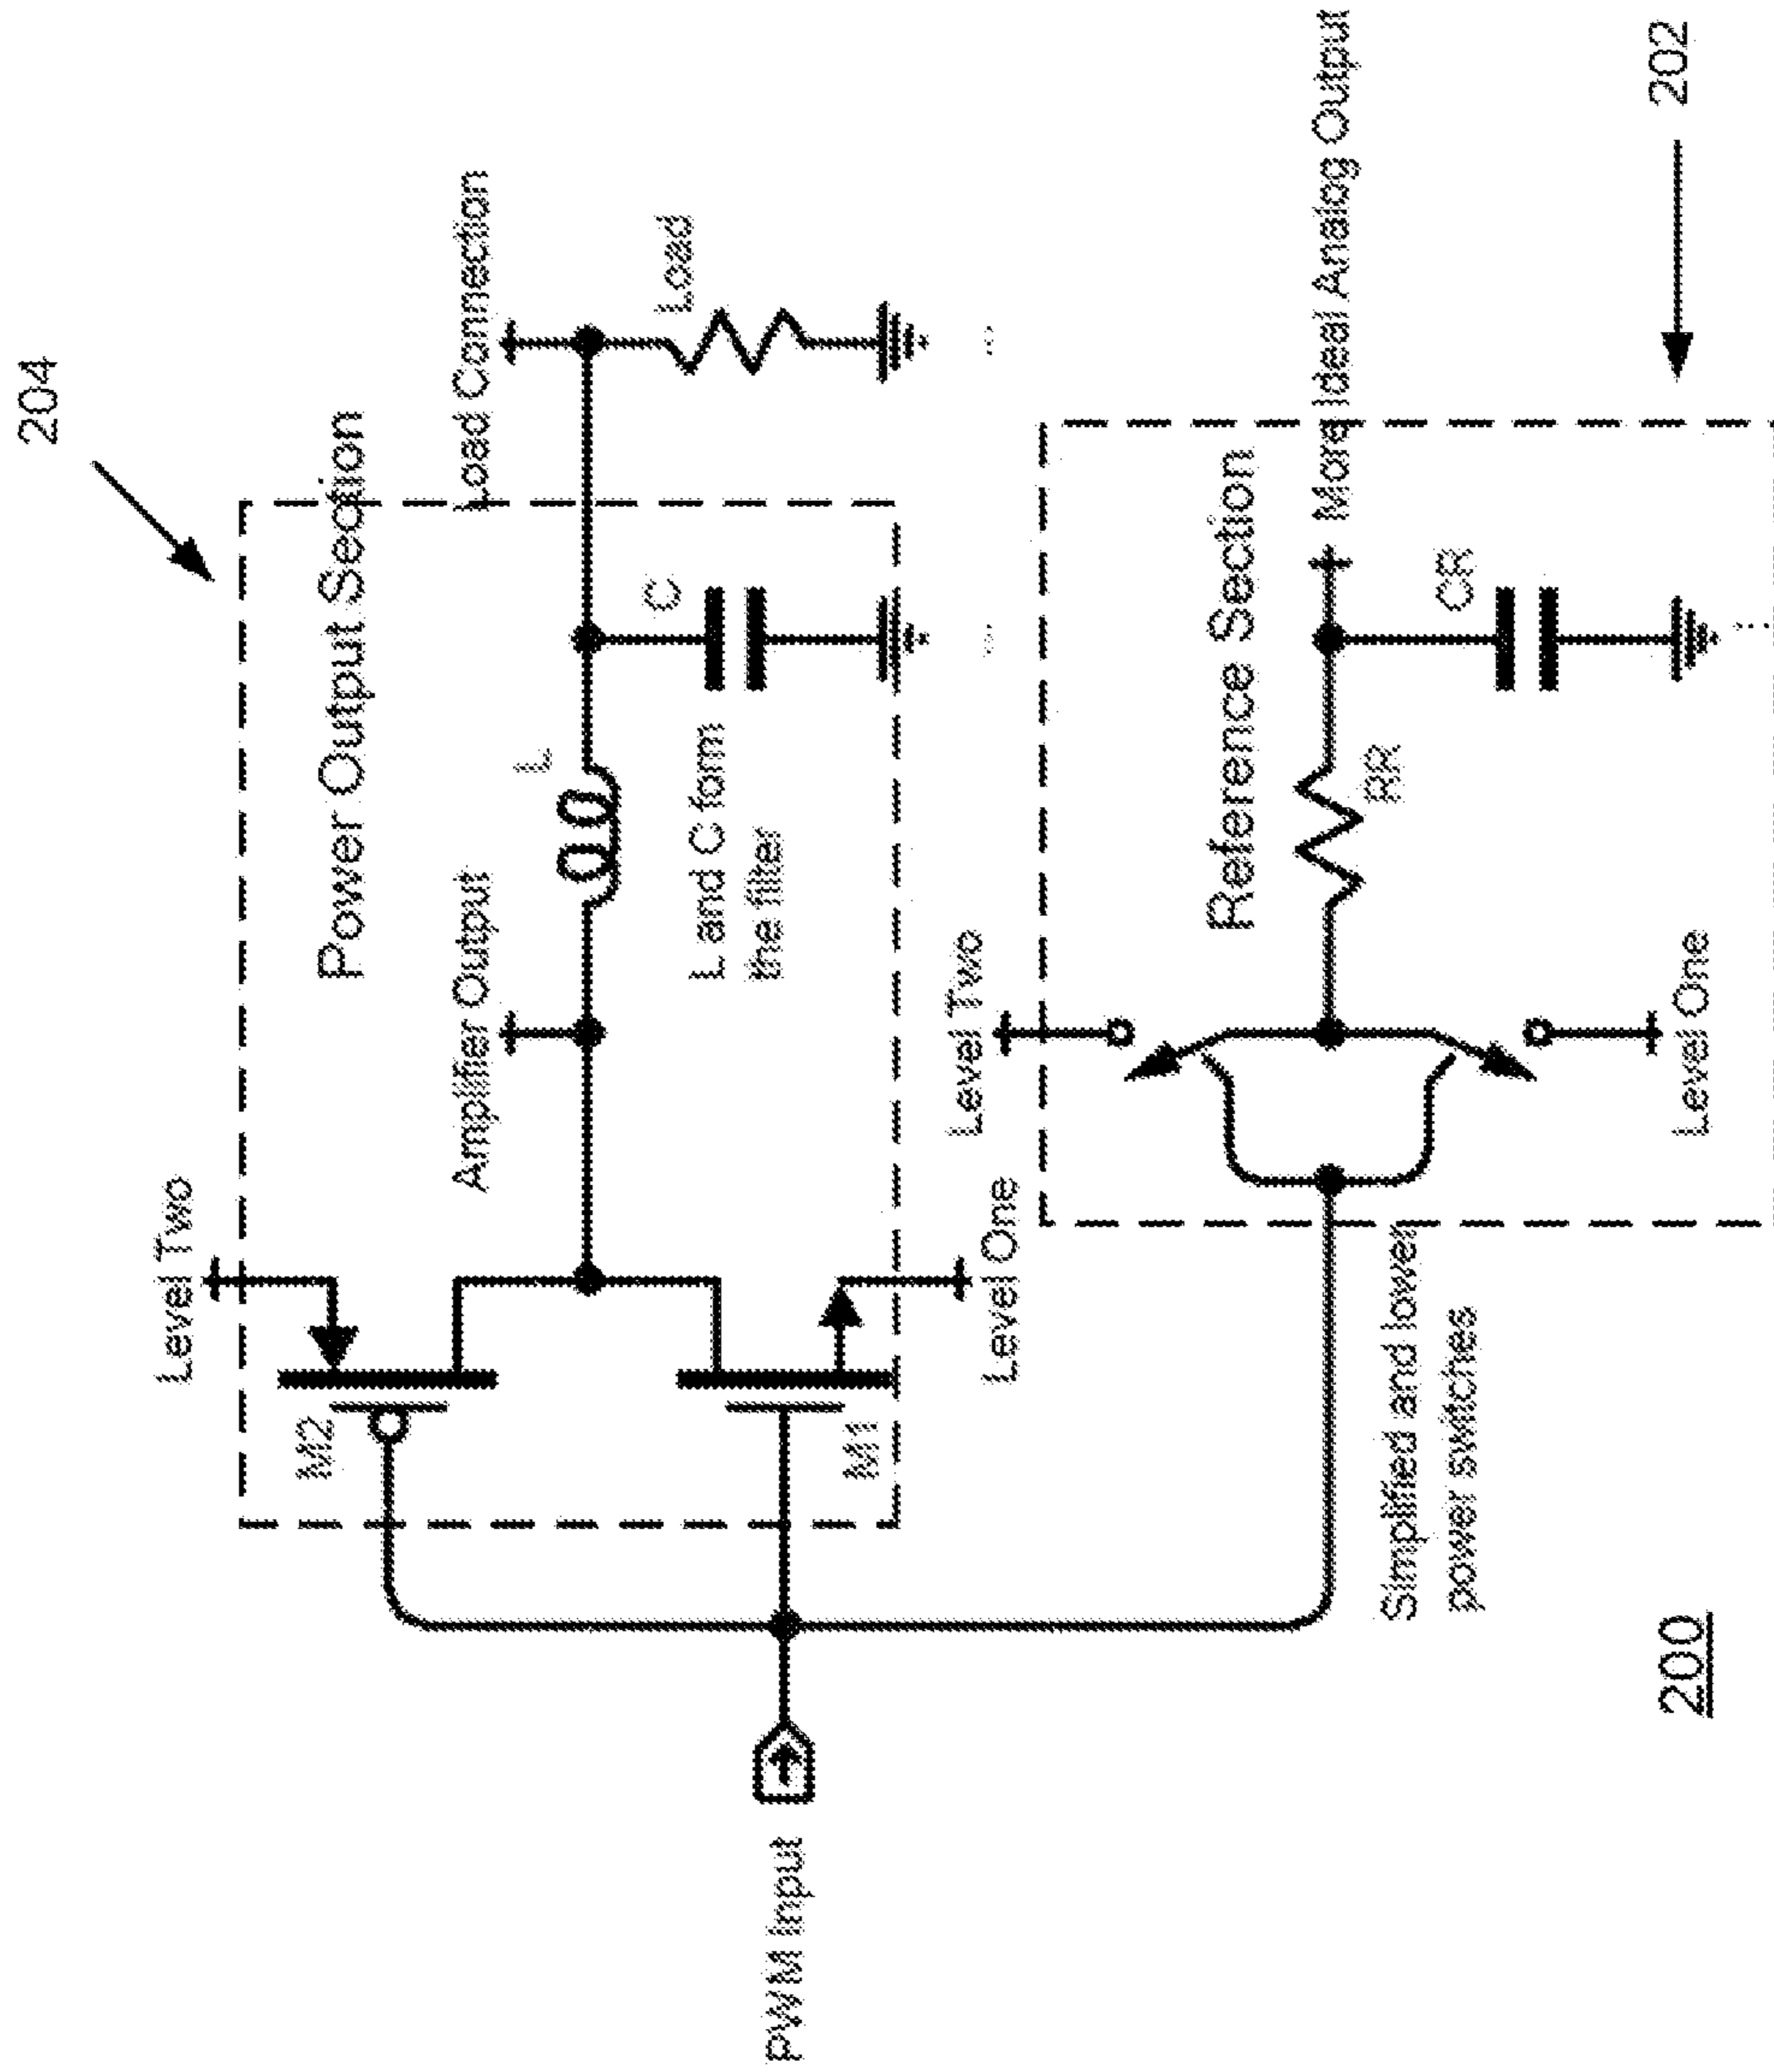 204
Power Output Section
Level Two
Amplifier Output
Load Connection
M2
L
C
Load
L and C form
the filter
M1
Level One
PWM Input
Level Two
Reference Section
More Ideal Analog Output
RR
CR
Simplified and lower
power switches
Level One
200
202